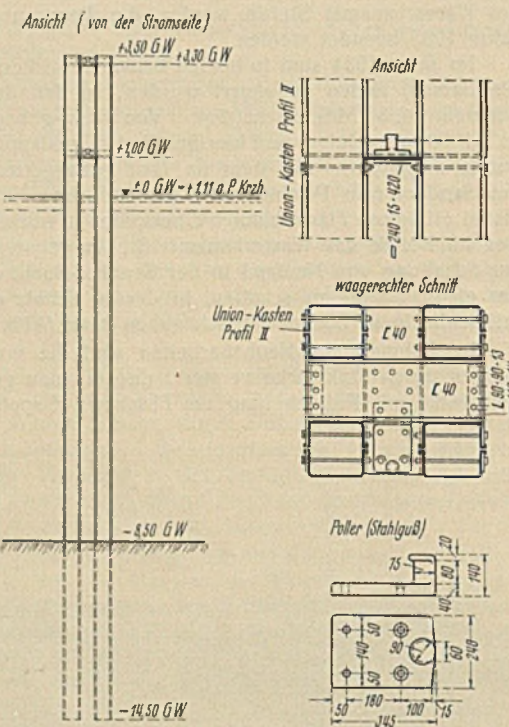 Ansicht (von der Stromseite)
+3,50 GW
+3,30 GW
+1,00 GW
± 0 GW = +1,11 a. P. Krzh.
- 8,50 GW
- 14,50 GW
Ansicht
Union-Kasten Profil II
240·15·420
waagerechter Schnitt
Union-Kasten
Profil II
C 40
C 40
L 90·90·13
Poller (Stahlguß)
75
20
80
140
40
50
140
50
90
60
240
50
180
100
15
345